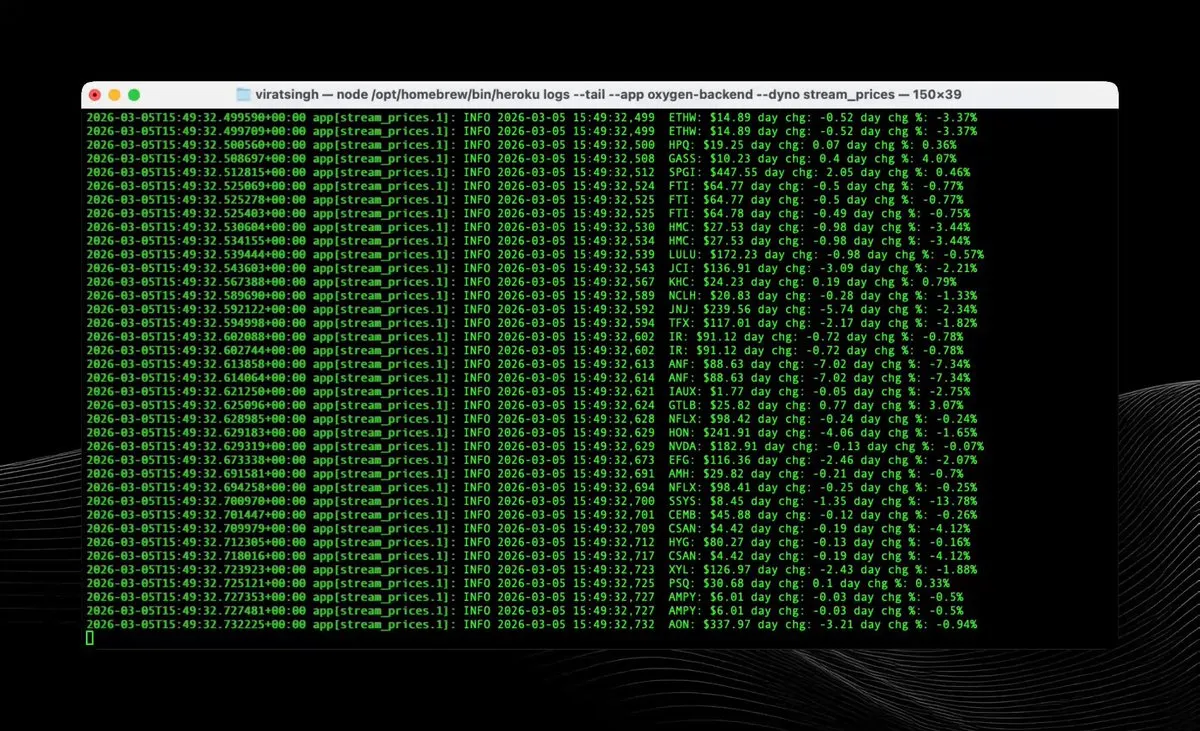 viratsingh — node /opt/homebrew/bin/heroku logs --tail --app oxygen-backend --dyno stream_prices — 150×39
2026-03-05T15:49:32.499590+00:00 app[stream_prices.1]: INFO 2026-03-05 15:49:32,499 ETHW: $14.89 day chg: -0.52 day chg %: -3.37%
2026-03-05T15:49:32.499709+00:00 app[stream_prices.1]: INFO 2026-03-05 15:49:32,499 ETHW: $14.89 day chg: -0.52 day chg %: -3.37%
2026-03-05T15:49:32.500560+00:00 app[stream_prices.1]: INFO 2026-03-05 15:49:32,500 HPQ: $19.25 day chg: 0.07 day chg %: 0.36%
2026-03-05T15:49:32.508697+00:00 app[stream_prices.1]: INFO 2026-03-05 15:49:32,508 GASS: $10.23 day chg: 0.4 day chg %: 4.07%
2026-03-05T15:49:32.512815+00:00 app[stream_prices.1]: INFO 2026-03-05 15:49:32,512 SPGI: $447.55 day chg: 2.05 day chg %: 0.46%
2026-03-05T15:49:32.525069+00:00 app[stream_prices.1]: INFO 2026-03-05 15:49:32,524 FTI: $64.77 day chg: -0.5 day chg %: -0.77%
2026-03-05T15:49:32.525278+00:00 app[stream_prices.1]: INFO 2026-03-05 15:49:32,525 FTI: $64.77 day chg: -0.5 day chg %: -0.77%
2026-03-05T15:49:32.525403+00:00 app[stream_prices.1]: INFO 2026-03-05 15:49:32,525 FTI: $64.78 day chg: -0.49 day chg %: -0.75%
2026-03-05T15:49:32.530604+00:00 app[stream_prices.1]: INFO 2026-03-05 15:49:32,530 HMC: $27.53 day chg: -0.98 day chg %: -3.44%
2026-03-05T15:49:32.534155+00:00 app[stream_prices.1]: INFO 2026-03-05 15:49:32,534 HMC: $27.53 day chg: -0.98 day chg %: -3.44%
2026-03-05T15:49:32.539444+00:00 app[stream_prices.1]: INFO 2026-03-05 15:49:32,539 LULU: $172.23 day chg: -0.98 day chg %: -0.57%
2026-03-05T15:49:32.543603+00:00 app[stream_prices.1]: INFO 2026-03-05 15:49:32,543 JCI: $136.91 day chg: -3.09 day chg %: -2.21%
2026-03-05T15:49:32.567388+00:00 app[stream_prices.1]: INFO 2026-03-05 15:49:32,567 KHC: $24.23 day chg: 0.19 day chg %: 0.79%
2026-03-05T15:49:32.589690+00:00 app[stream_prices.1]: INFO 2026-03-05 15:49:32,589 NCLH: $20.83 day chg: -0.28 day chg %: -1.33%
2026-03-05T15:49:32.592122+00:00 app[stream_prices.1]: INFO 2026-03-05 15:49:32,592 JNJ: $239.56 day chg: -5.74 day chg %: -2.34%
2026-03-05T15:49:32.594998+00:00 app[stream_prices.1]: INFO 2026-03-05 15:49:32,594 TFX: $117.01 day chg: -2.17 day chg %: -1.82%
2026-03-05T15:49:32.602088+00:00 app[stream_prices.1]: INFO 2026-03-05 15:49:32,602 IR: $91.12 day chg: -0.72 day chg %: -0.78%
2026-03-05T15:49:32.602744+00:00 app[stream_prices.1]: INFO 2026-03-05 15:49:32,602 IR: $91.12 day chg: -0.72 day chg %: -0.78%
2026-03-05T15:49:32.613858+00:00 app[stream_prices.1]: INFO 2026-03-05 15:49:32,613 ANF: $88.63 day chg: -7.02 day chg %: -7.34%
2026-03-05T15:49:32.614064+00:00 app[stream_prices.1]: INFO 2026-03-05 15:49:32,614 ANF: $88.63 day chg: -7.02 day chg %: -7.34%
2026-03-05T15:49:32.621250+00:00 app[stream_prices.1]: INFO 2026-03-05 15:49:32,621 IAUX: $1.77 day chg: -0.05 day chg %: -2.75%
2026-03-05T15:49:32.625096+00:00 app[stream_prices.1]: INFO 2026-03-05 15:49:32,624 GTLB: $25.82 day chg: 0.77 day chg %: 3.07%
2026-03-05T15:49:32.628985+00:00 app[stream_prices.1]: INFO 2026-03-05 15:49:32,628 NFLX: $98.42 day chg: -0.24 day chg %: -0.24%
2026-03-05T15:49:32.629183+00:00 app[stream_prices.1]: INFO 2026-03-05 15:49:32,629 HON: $241.91 day chg: -4.06 day chg %: -1.65%
2026-03-05T15:49:32.629319+00:00 app[stream_prices.1]: INFO 2026-03-05 15:49:32,629 NVDA: $182.91 day chg: -0.13 day chg %: -0.07%
2026-03-05T15:49:32.673338+00:00 app[stream_prices.1]: INFO 2026-03-05 15:49:32,673 EFG: $116.36 day chg: -2.46 day chg %: -2.07%
2026-03-05T15:49:32.691581+00:00 app[stream_prices.1]: INFO 2026-03-05 15:49:32,691 AMH: $29.82 day chg: -0.21 day chg %: -0.7%
2026-03-05T15:49:32.694258+00:00 app[stream_prices.1]: INFO 2026-03-05 15:49:32,694 NFLX: $98.41 day chg: -0.25 day chg %: -0.25%
2026-03-05T15:49:32.700970+00:00 app[stream_prices.1]: INFO 2026-03-05 15:49:32,700 SSYS: $8.45 day chg: -1.35 day chg %: -13.78%
2026-03-05T15:49:32.701447+00:00 app[stream_prices.1]: INFO 2026-03-05 15:49:32,701 CEMB: $45.88 day chg: -0.12 day chg %: -0.26%
2026-03-05T15:49:32.709979+00:00 app[stream_prices.1]: INFO 2026-03-05 15:49:32,709 CSAN: $4.42 day chg: -0.19 day chg %: -4.12%
2026-03-05T15:49:32.712305+00:00 app[stream_prices.1]: INFO 2026-03-05 15:49:32,712 HYG: $80.27 day chg: -0.13 day chg %: -0.16%
2026-03-05T15:49:32.718016+00:00 app[stream_prices.1]: INFO 2026-03-05 15:49:32,717 CSAN: $4.42 day chg: -0.19 day chg %: -4.12%
2026-03-05T15:49:32.723923+00:00 app[stream_prices.1]: INFO 2026-03-05 15:49:32,723 XYL: $126.97 day chg: -2.43 day chg %: -1.88%
2026-03-05T15:49:32.725121+00:00 app[stream_prices.1]: INFO 2026-03-05 15:49:32,725 PSQ: $30.68 day chg: 0.1 day chg %: 0.33%
2026-03-05T15:49:32.727353+00:00 app[stream_prices.1]: INFO 2026-03-05 15:49:32,727 AMPY: $6.01 day chg: -0.03 day chg %: -0.5%
2026-03-05T15:49:32.727481+00:00 app[stream_prices.1]: INFO 2026-03-05 15:49:32,727 AMPY: $6.01 day chg: -0.03 day chg %: -0.5%
2026-03-05T15:49:32.732225+00:00 app[stream_prices.1]: INFO 2026-03-05 15:49:32,732 AON: $337.97 day chg: -3.21 day chg %: -0.94%